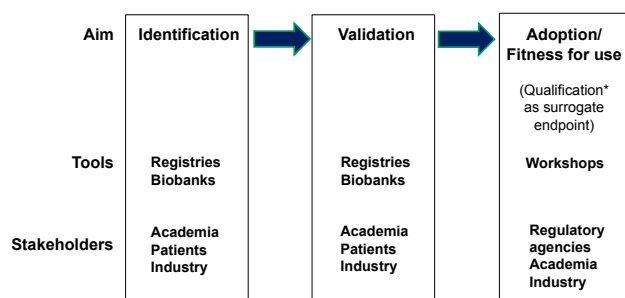 Aim
Identification
Validation
Adoption/
Fitness for use
(Qualification*
as surrogate
endpoint)
Tools
Registries
Biobanks
Registries
Biobanks
Workshops
Stakeholders
Academia
Patients
Industry
Academia
Patients
Industry
Regulatory
agencies
Academia
Industry